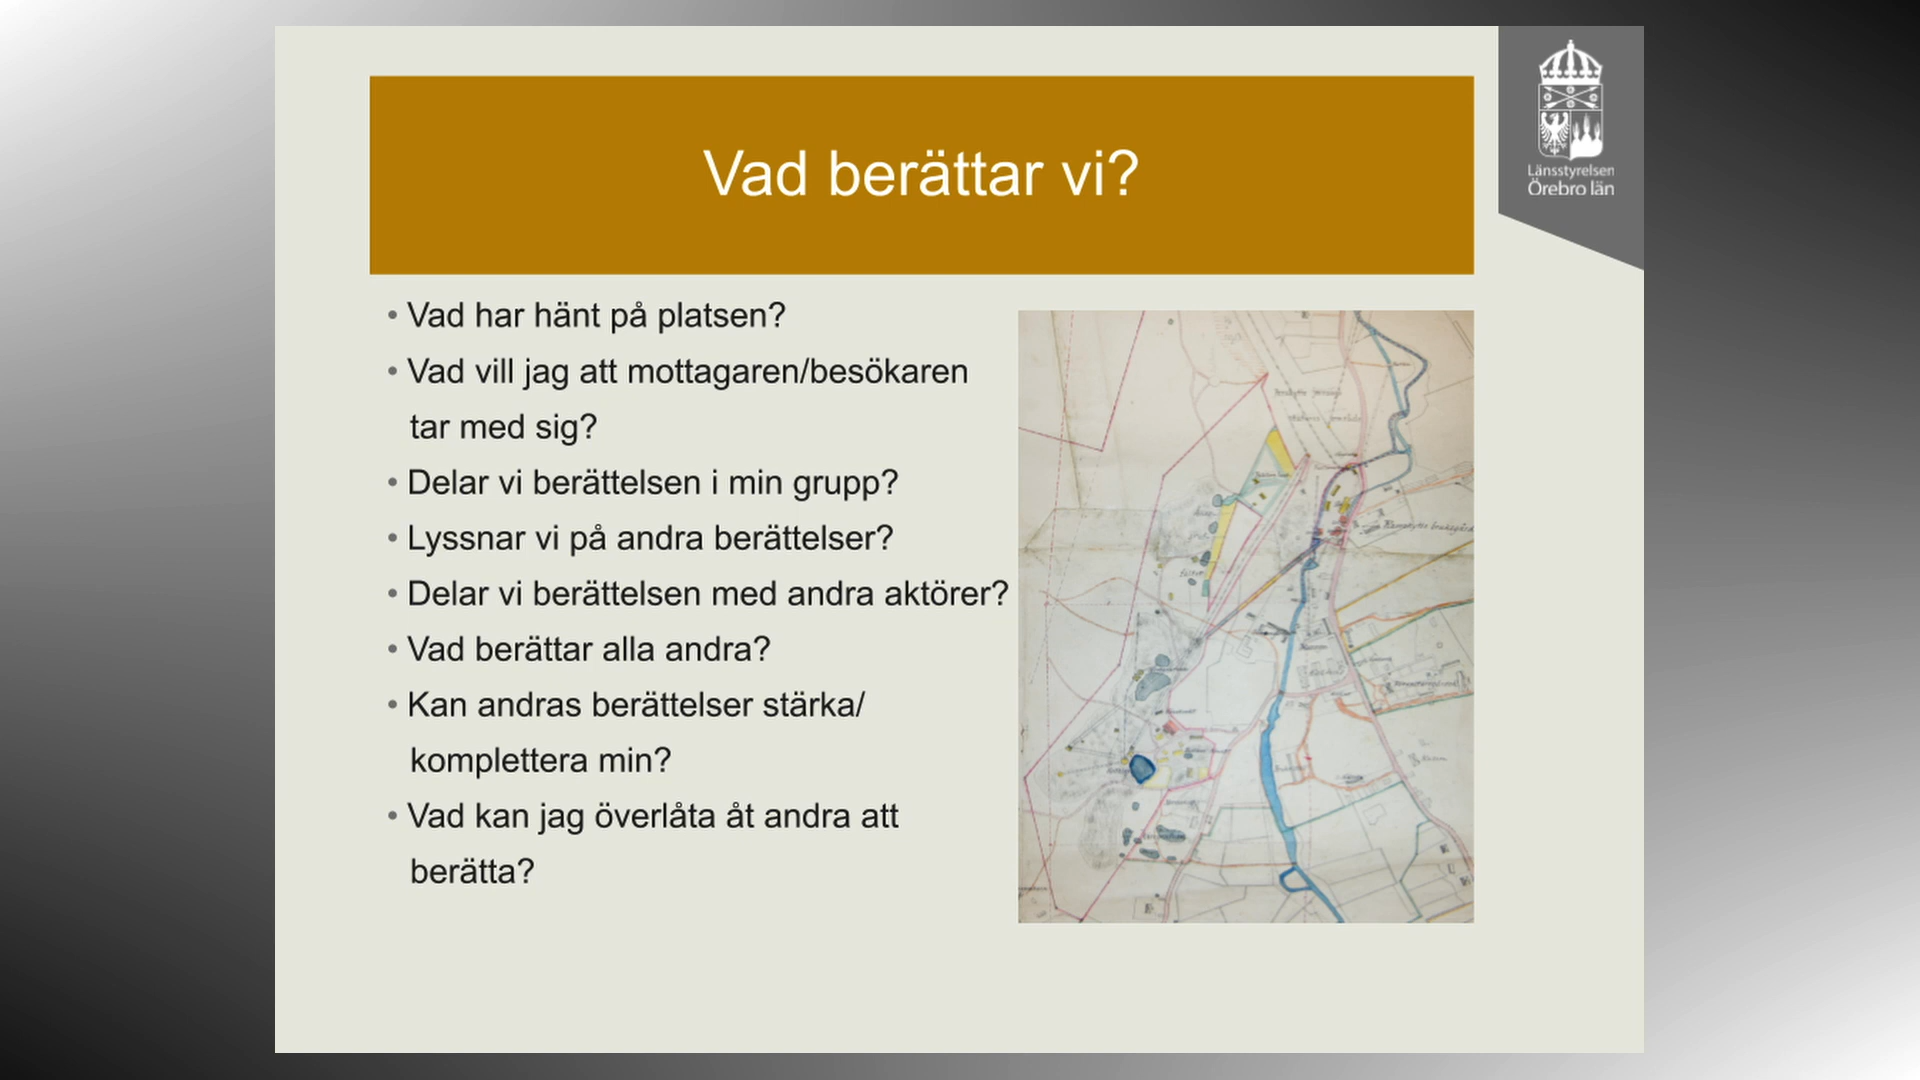 Vad berättar vi?
Länsstyrelsen
Örebro län
• Vad har hänt på platsen?
• Vad vill jag att mottagaren/besökaren
tar med sig?
• Delar vi berättelsen i min grupp?
• Lyssnar vi på andra berättelser?
• Delar vi berättelsen med andra aktörer?
• Vad berättar alla andra?
• Kan andras berättelser stärka/
komplettera min?
• Vad kan jag överlåta åt andra att
berätta?